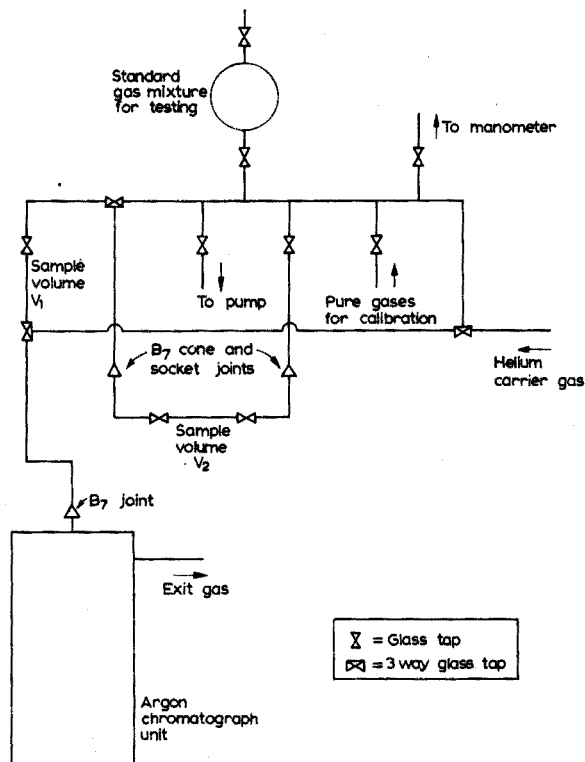 Standard
gas mixture
for testing
To manometer
Sample
volume
V1
To pump
Pure gases
for calibration
B7 cone and
socket joints
Helium
carrier gas
Sample
volume
V2
B7 joint
Exit gas
= Glass tap
= 3 way glass tap
Argon
chromatograph
unit